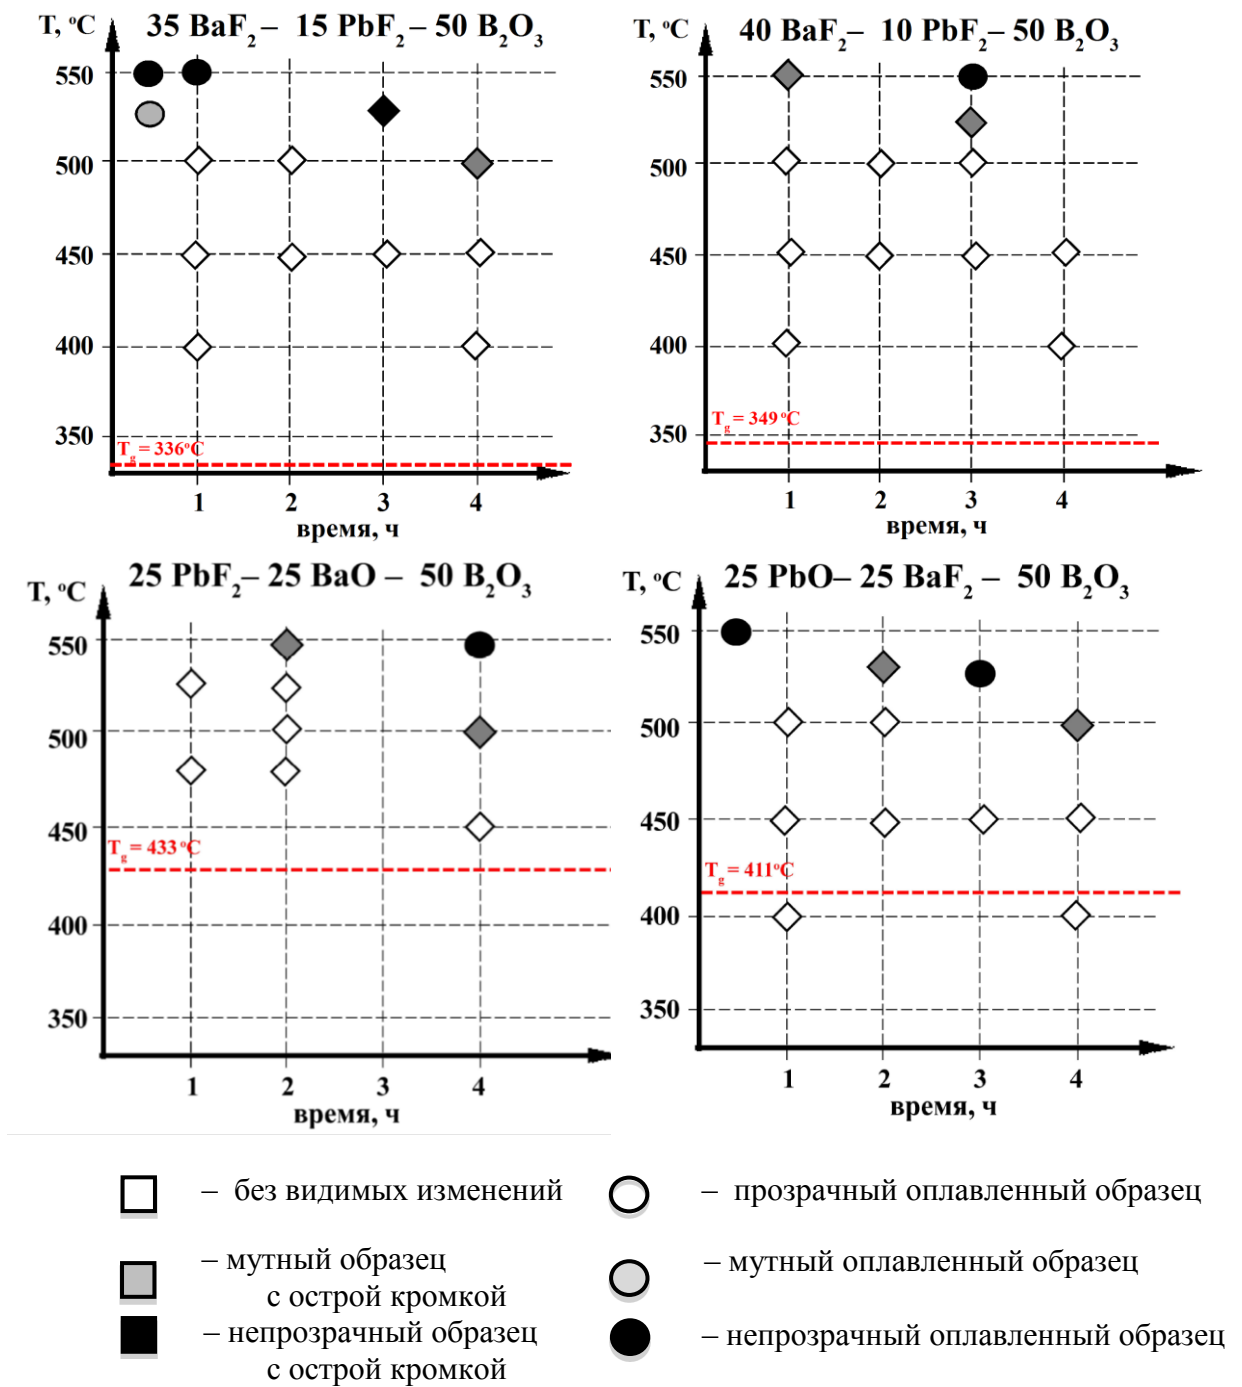 T, °C 35 BaF₂ – 15 PbF₂ – 50 B₂O₃
550
500
450
400
350
T_g = 336°C
1 2 3 4
время, ч
T, °C 40 BaF₂ – 10 PbF₂ – 50 B₂O₃
550
500
450
400
350
T_g = 349°C
1 2 3 4
время, ч
T, °C 25 PbF₂ – 25 BaO – 50 B₂O₃
550
500
450
400
350
T_g = 433°C
1 2 3 4
время, ч
T, °C 25 PbO – 25 BaF₂ – 50 B₂O₃
550
500
450
400
350
T_g = 411°C
1 2 3 4
время, ч
– без видимых изменений
– мутный образец
с острой кромкой
– непрозрачный образец
с острой кромкой
– прозрачный оплавленный образец
– мутный оплавленный образец
– непрозрачный оплавленный образец